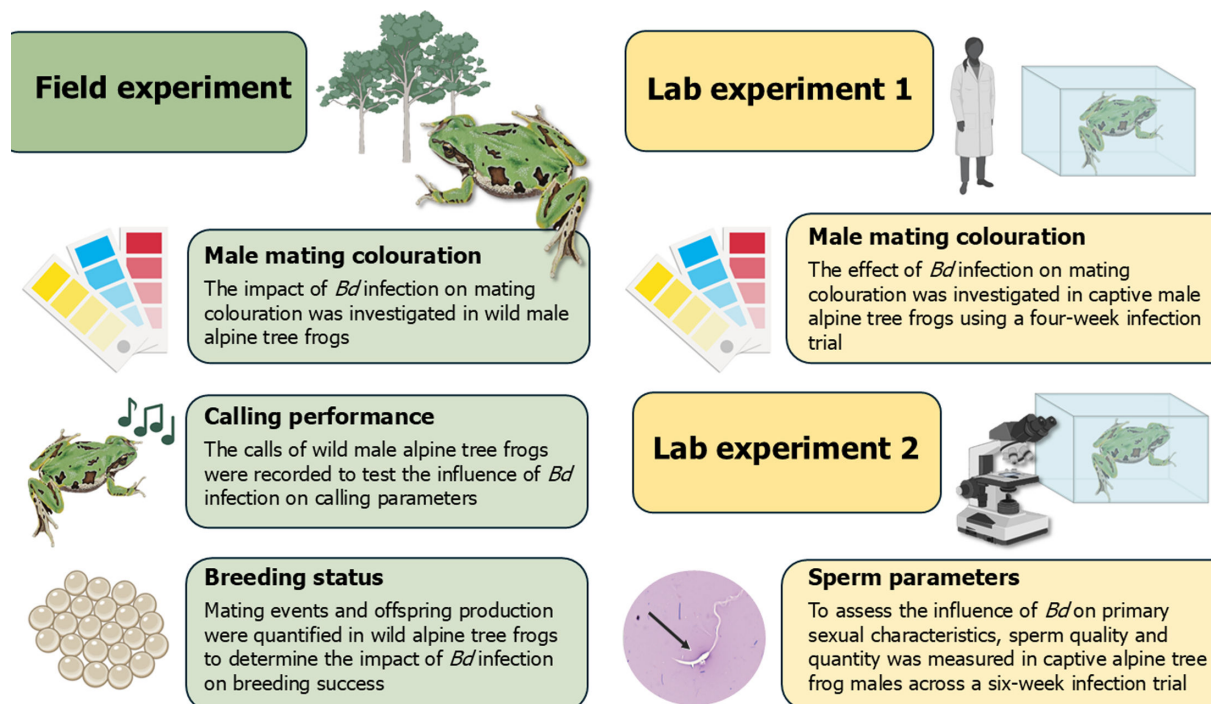 Field experiment
Male mating colouration
The impact of Bd infection on mating
colouration was investigated in wild male
alpine tree frogs
Calling performance
The calls of wild male alpine tree frogs
were recorded to test the influence of Bd
infection on calling parameters
Breeding status
Mating events and offspring production
were quantified in wild alpine tree frogs
to determine the impact of Bd infection
on breeding success
Lab experiment 1
Male mating colouration
The effect of Bd infection on mating
colouration was investigated in captive male
alpine tree frogs using a four-week infection
trial
Lab experiment 2
Sperm parameters
To assess the influence of Bd on primary
sexual characteristics, sperm quality and
quantity was measured in captive alpine tree
frog males across a six-week infection trial